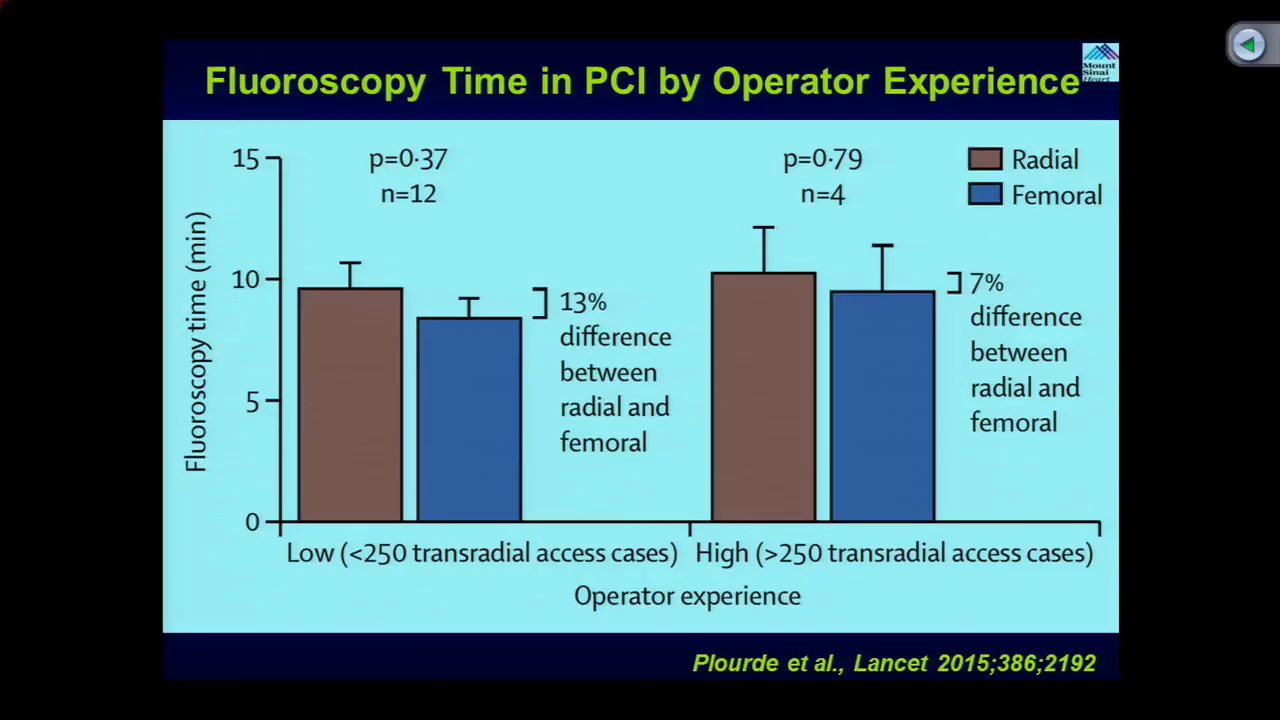 Fluoroscopy Time in PCI by Operator Experience
Mount
Sinai
Heart
15
10
5
0
Fluoroscopy time (min)
p=0·37
n=12
p=0·79
n=4
Radial
Femoral
13%
difference
between
radial and
femoral
7%
difference
between
radial and
femoral
Low (<250 transradial access cases)
High (>250 transradial access cases)
Operator experience
Plourde et al., Lancet 2015;386;2192